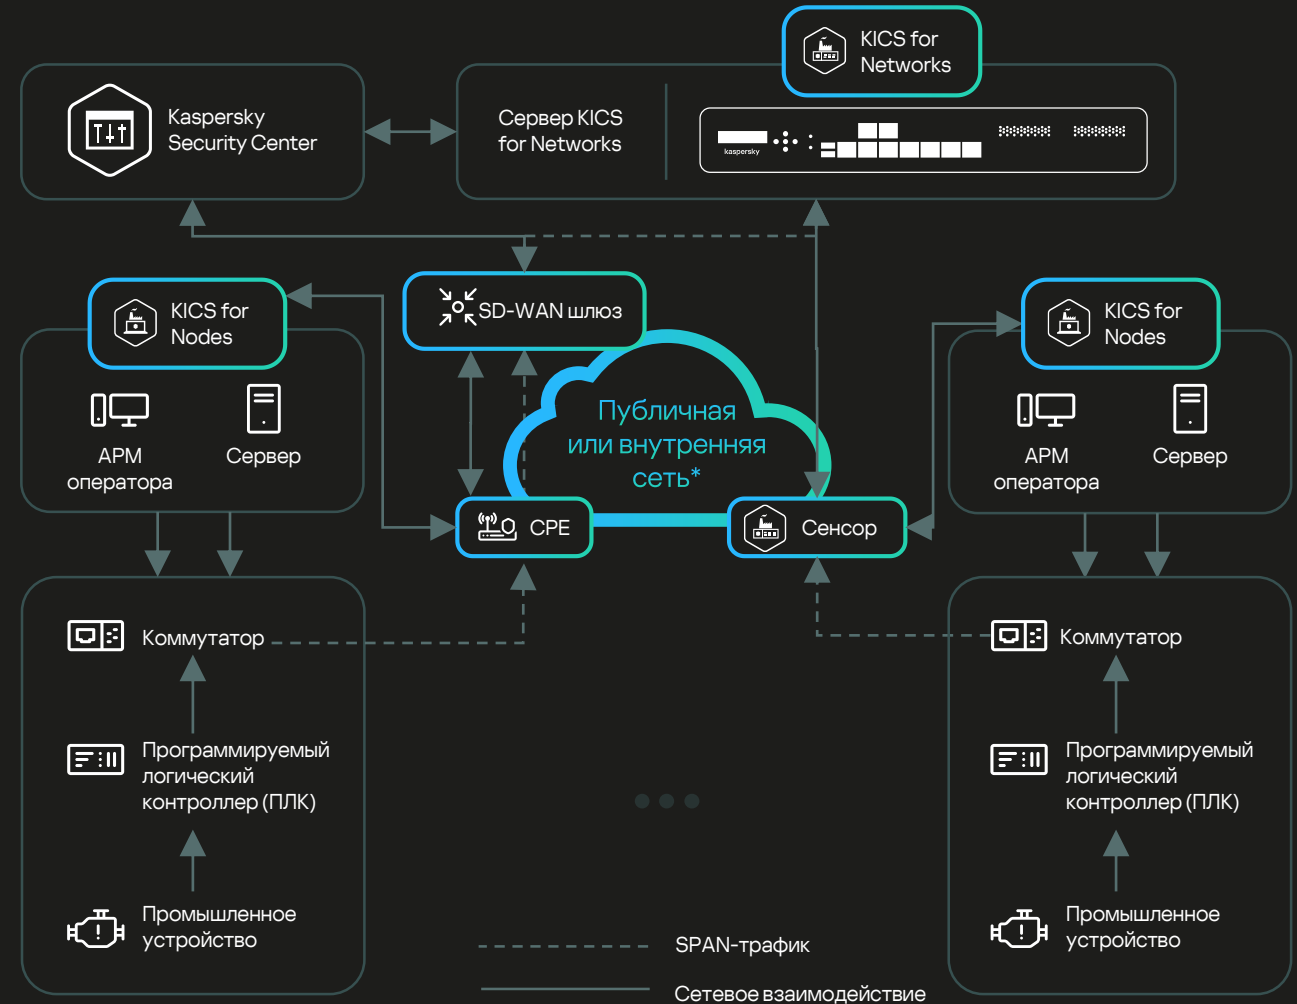 KICS for
Networks
Kaspersky
Security Center
Сервер KICS
for Networks
kaspersky
KICS for
Nodes
SD-WAN шлюз
KICS for
Nodes
Публичная
или внутренняя
сеть*
АРМ
оператора
Сервер
АРМ
оператора
Сервер
CPE
Сенсор
Коммутатор
Программируемый
логический
контроллер (ПЛК)
Промышленное
устройство
Коммутатор
Программируемый
логический
контроллер (ПЛК)
Промышленное
устройство
SPAN-трафик
Сетевое взаимодействие